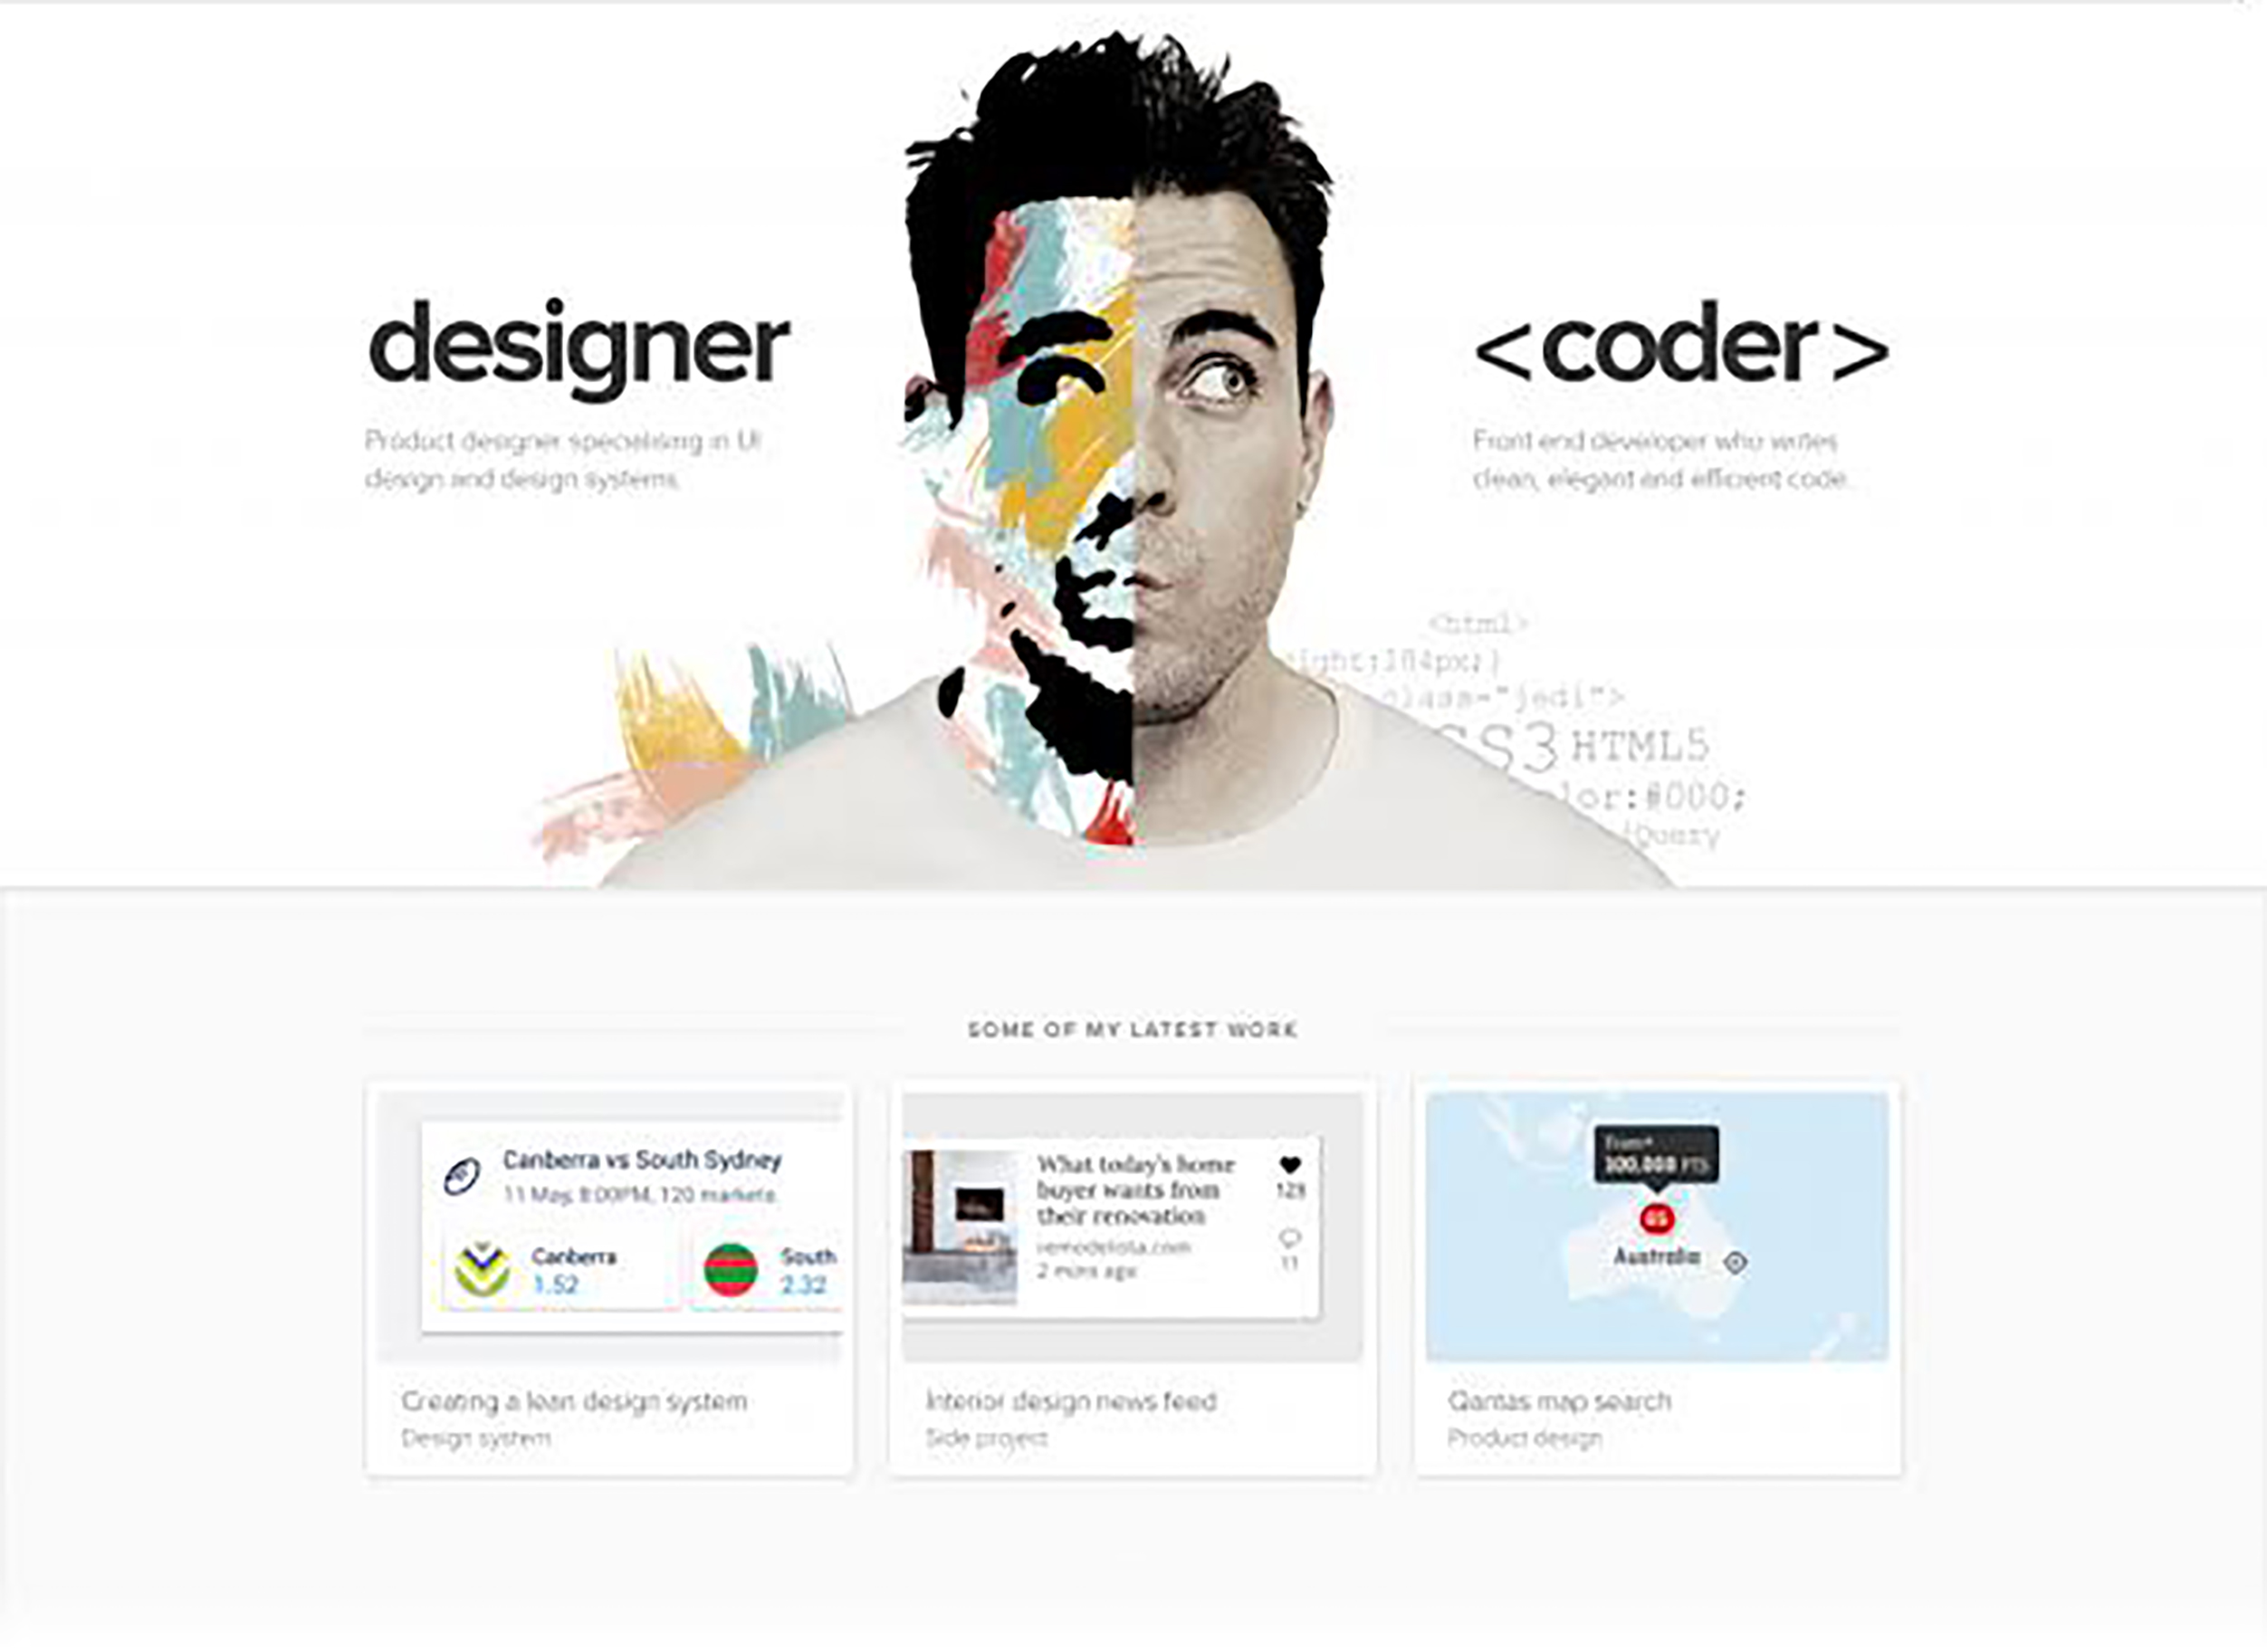 designer
Product designer specialising in UI
design and design systems.
<coder>
Front end developer who writes
clean, elegant and efficient code.
<html>
ight:184px;}
class="jedi">
CSS3 HTML5
lor:#000;
jQuery
SOME OF MY LATEST WORK
Canberra vs South Sydney
11 May, 8:00PM, 120 markets
Canberra
1.52
South
2.32
Creating a lean design system
Design system
What today's home
buyer wants from
their renovation
2 mins ago
123
11
Interior design news feed
Side project
From*
100,000 PTS
Australia
Qantas map search
Product design